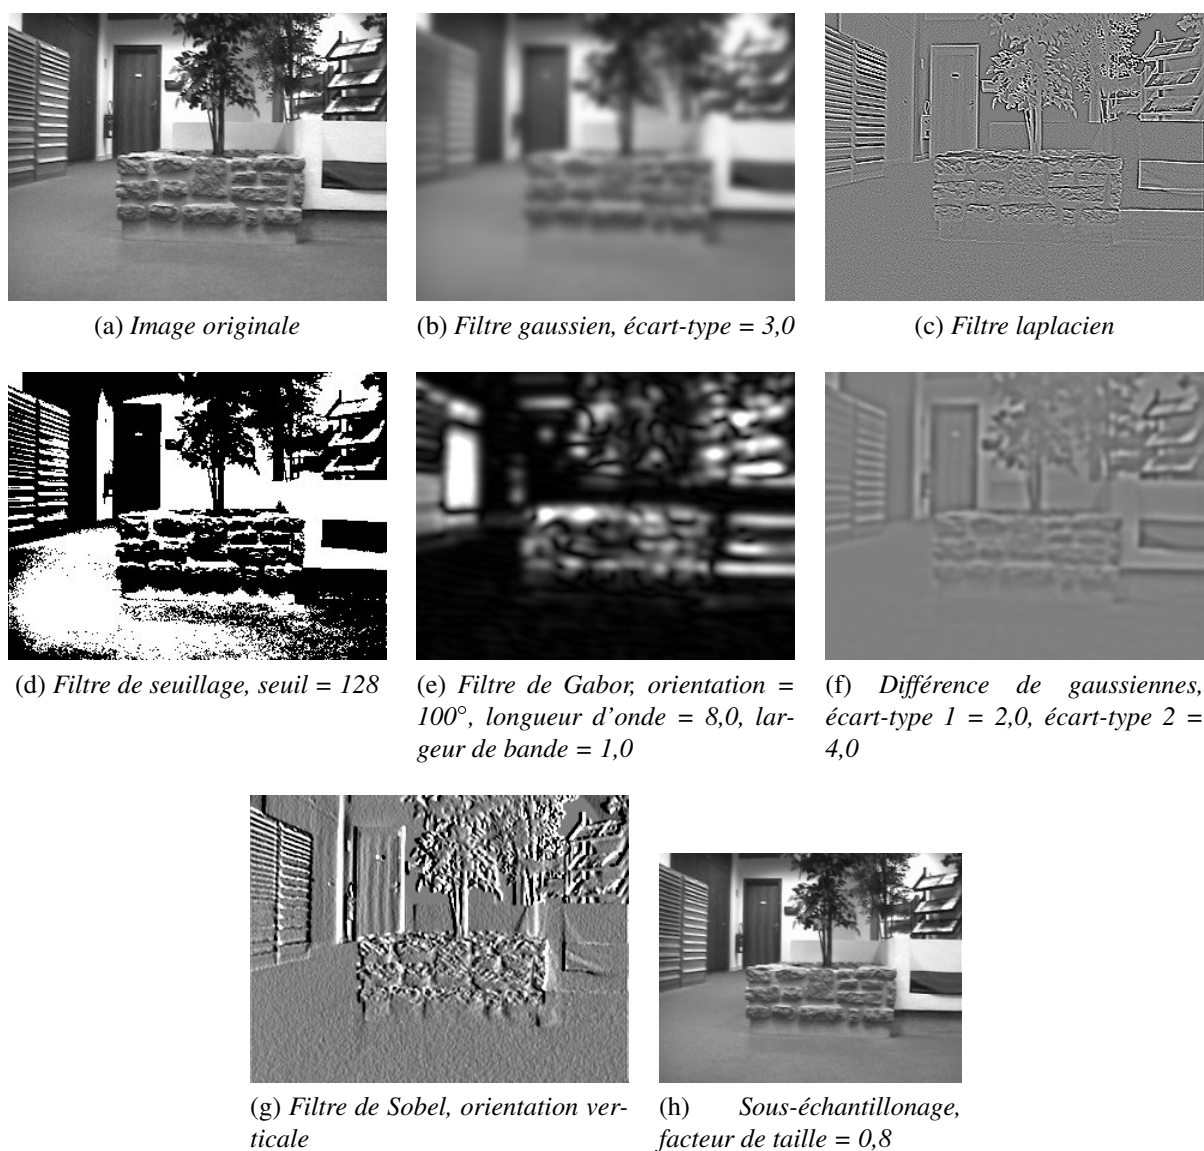 (a) Image originale
(b) Filtre gaussien, écart-type = 3,0
(c) Filtre laplacien
(d) Filtre de seuillage, seuil = 128
(e) Filtre de Gabor, orientation =
100°, longueur d'onde = 8,0, lar-
geur de bande = 1,0
(f) Différence de gaussiennes,
écart-type 1 = 2,0, écart-type 2 =
4,0
(g) Filtre de Sobel, orientation ver-
ticale
(h) Sous-échantillonage,
facteur de taille = 0,8